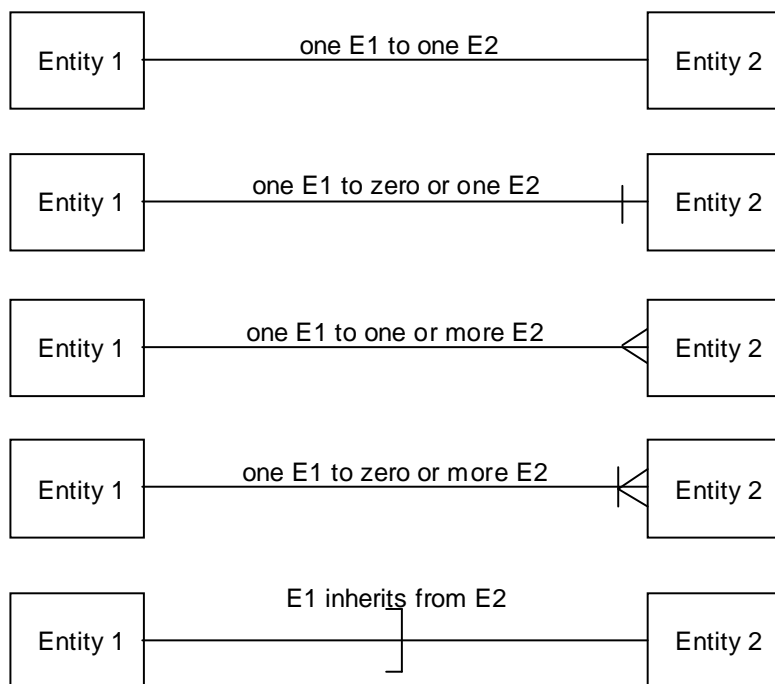 one E1 to one E2
Entity 1
Entity 2
one E1 to zero or one E2
Entity 1
Entity 2
one E1 to one or more E2
Entity 1
Entity 2
one E1 to zero or more E2
Entity 1
Entity 2
E1 inherits from E2
Entity 1
Entity 2